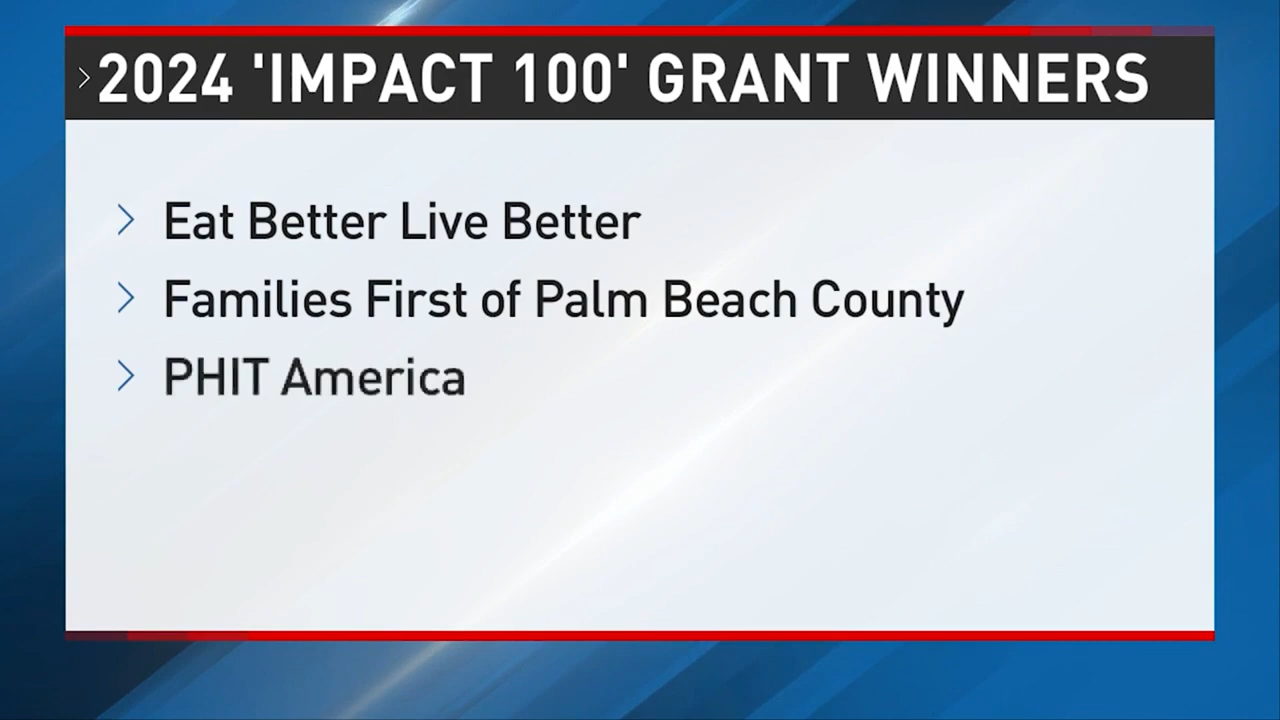 2024 'IMPACT 100' GRANT WINNERS
Eat Better Live Better
Families First of Palm Beach County
PHIT America